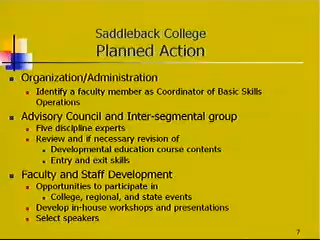 Saddleback College
Planned Action
Organization/Administration
Identify a faculty member as Coordinator of Basic Skills
Operations
Advisory Council and Inter-segmental group
Five discipline experts
Review and if necessary revision of
Developmental education course contents
Entry and exit skills
Faculty and Staff Development
Opportunities to participate in
College, regional, and state events
Develop in-house workshops and presentations
Select speakers
7